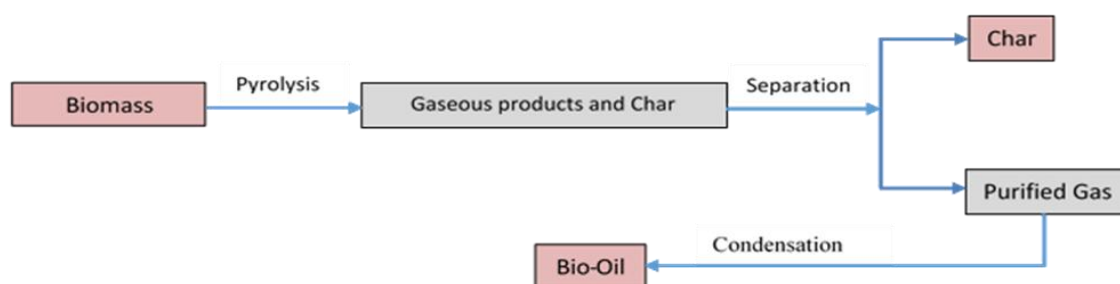 Char
Pyrolysis
Separation
Biomass
Gaseous products and Char
Purified Gas
Condensation
Bio-Oil